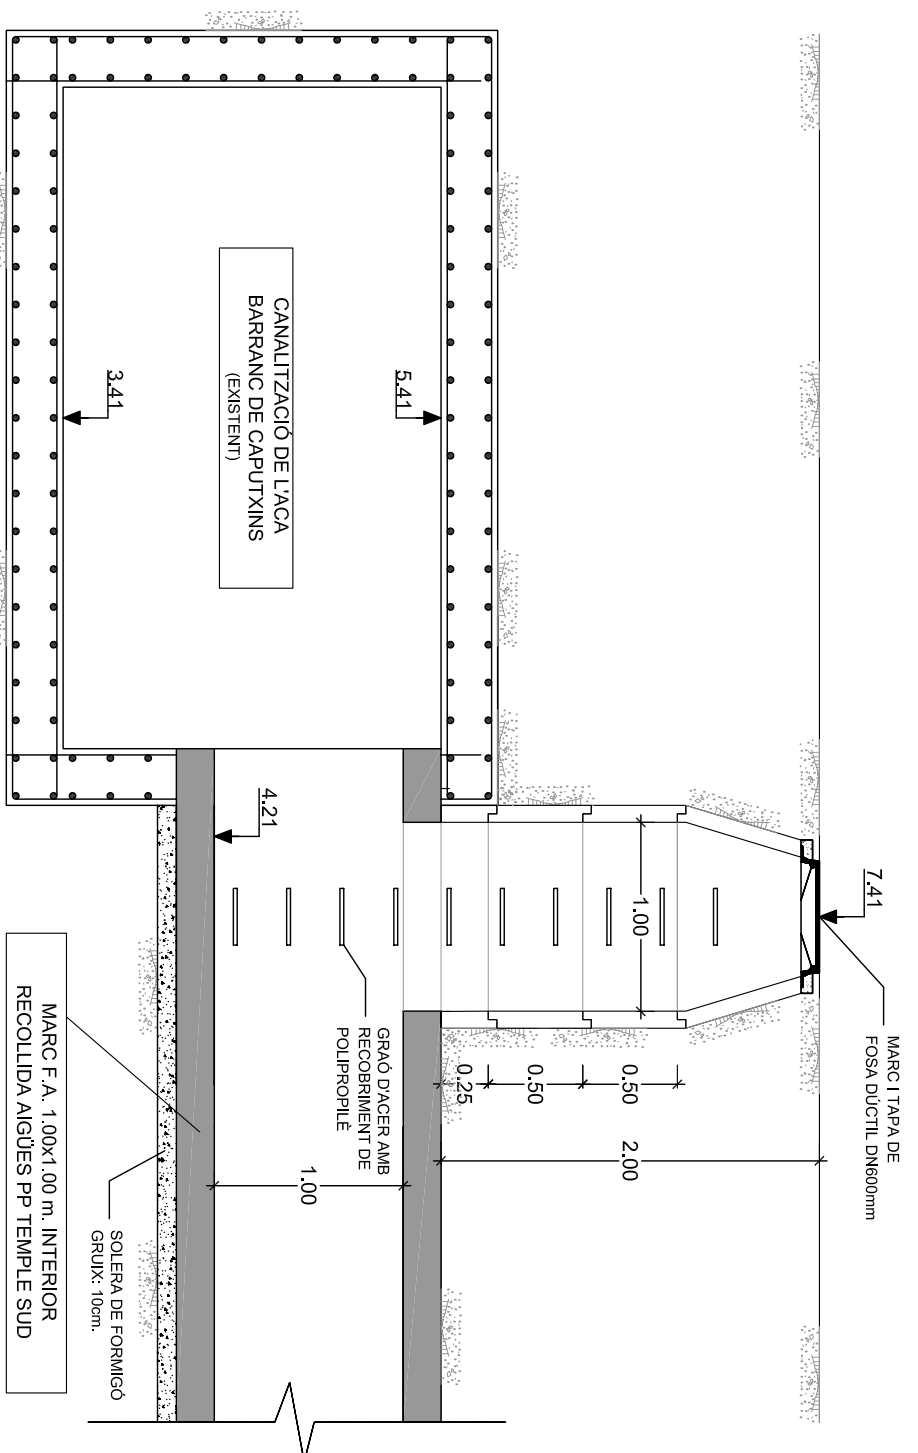 MARC I TAPA DE
FOSA DÚCTIL DN600mm
7.41
CANALITZACIÓ DE L'ACA
BARRANC DE CAPUTXINS
(EXISTENT)
5.41
3.41
4.21
1.00
GRAÓ D'ACER AMB
RECOBRIMENT DE
POLIPROPILÈ
0.50
0.50
0.25
2.00
1.00
SOLERA DE FORMIGÓ
GRUIX: 10cm.
MARC F.A. 1.00x1.00 m. INTERIOR
RECOLLIDA AIGÜES PP TEMPLE SUD